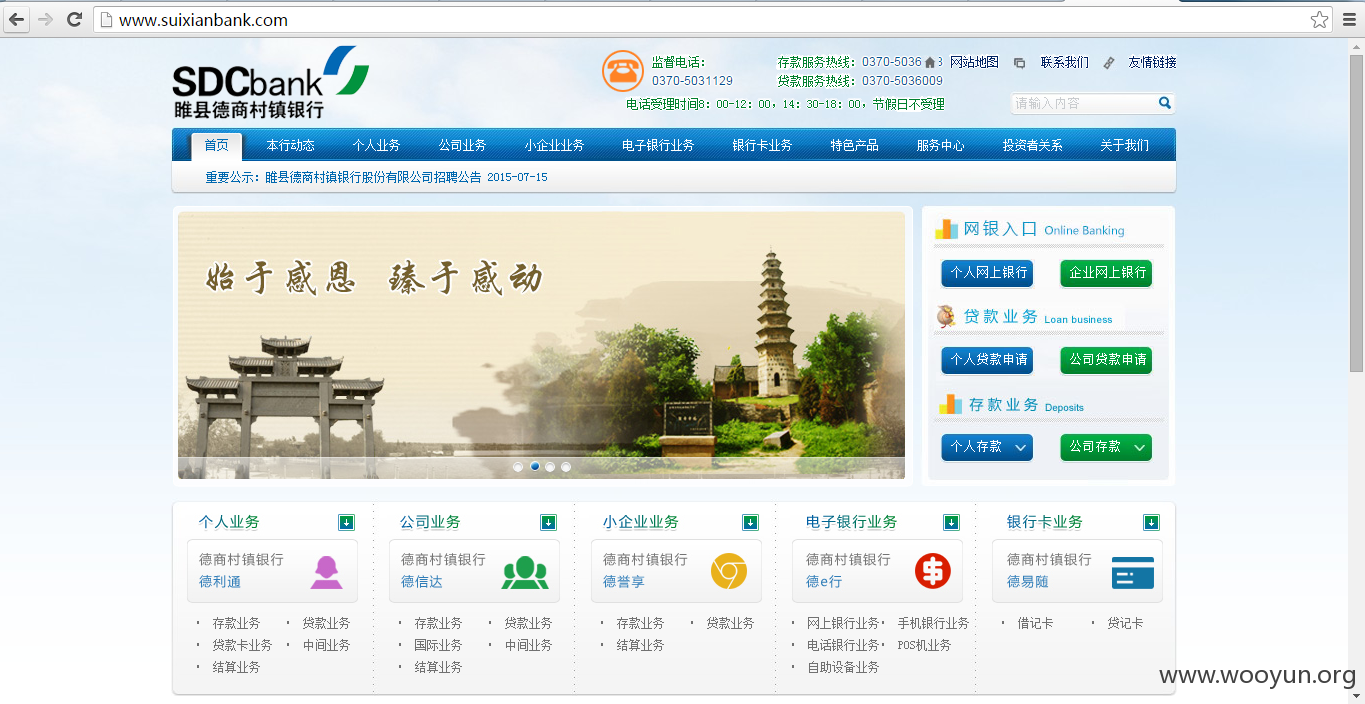 www.suixianbank.com
SDCbank
睢县德商村镇银行
监督电话：
0370-5031129
存款服务热线：0370-5036 3
贷款服务热线：0370-5036009
电话受理时间8：00-12：00，14：30-18：00，节假日不受理
网站地图 联系我们 友情链接
请输入内容
首页 本行动态 个人业务 公司业务 小企业业务 电子银行业务 银行卡业务 特色产品 服务中心 投资者关系 关于我们
重要公示：睢县德商村镇银行股份有限公司招聘公告 2015-07-15
始于感恩 臻于感动
网银入口 Online Banking
个人网上银行 企业网上银行
贷款业务 Loan business
个人贷款申请 公司贷款申请
存款业务 Deposits
个人存款 公司存款
个人业务
德商村镇银行
德利通
存款业务 贷款业务
贷款卡业务 中间业务
结算业务
公司业务
德商村镇银行
德信达
存款业务 贷款业务
国际业务 中间业务
结算业务
小企业业务
德商村镇银行
德誉享
存款业务 贷款业务
结算业务
电子银行业务
德商村镇银行
德e行
网上银行业务 手机银行业务
电话银行业务 POS机业务
自助设备业务
银行卡业务
德商村镇银行
德易随
借记卡 贷记卡
www.wooyun.org